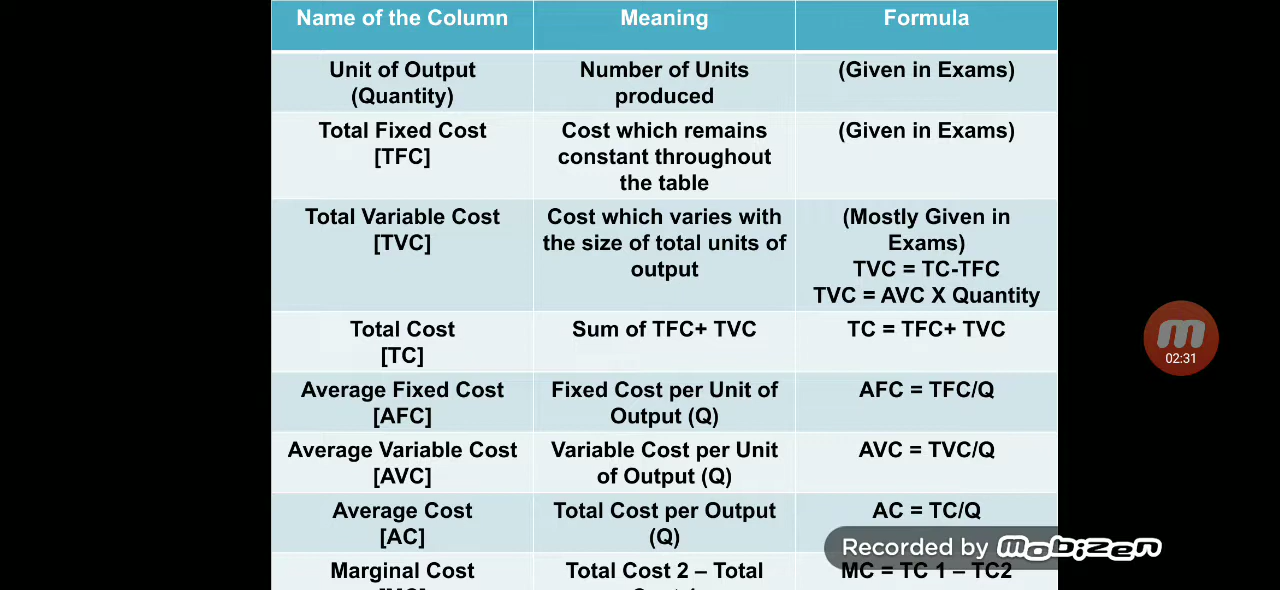 Name of the Column
Meaning
Formula
Unit of Output
(Quantity)
Number of Units
produced
(Given in Exams)
Total Fixed Cost
[TFC]
Cost which remains
constant throughout
the table
(Given in Exams)
Total Variable Cost
[TVC]
Cost which varies with
the size of total units of
output
(Mostly Given in
Exams)
TVC = TC-TFC
TVC = AVC X Quantity
Total Cost
[TC]
Sum of TFC+ TVC
TC = TFC+ TVC
Average Fixed Cost
[AFC]
Fixed Cost per Unit of
Output (Q)
AFC = TFC/Q
Average Variable Cost
[AVC]
Variable Cost per Unit
of Output (Q)
AVC = TVC/Q
Average Cost
[AC]
Total Cost per Output
(Q)
AC = TC/Q
Marginal Cost
Total Cost 2 – Total
MC = TC 1 – TC2
02:31
Recorded by mobizen